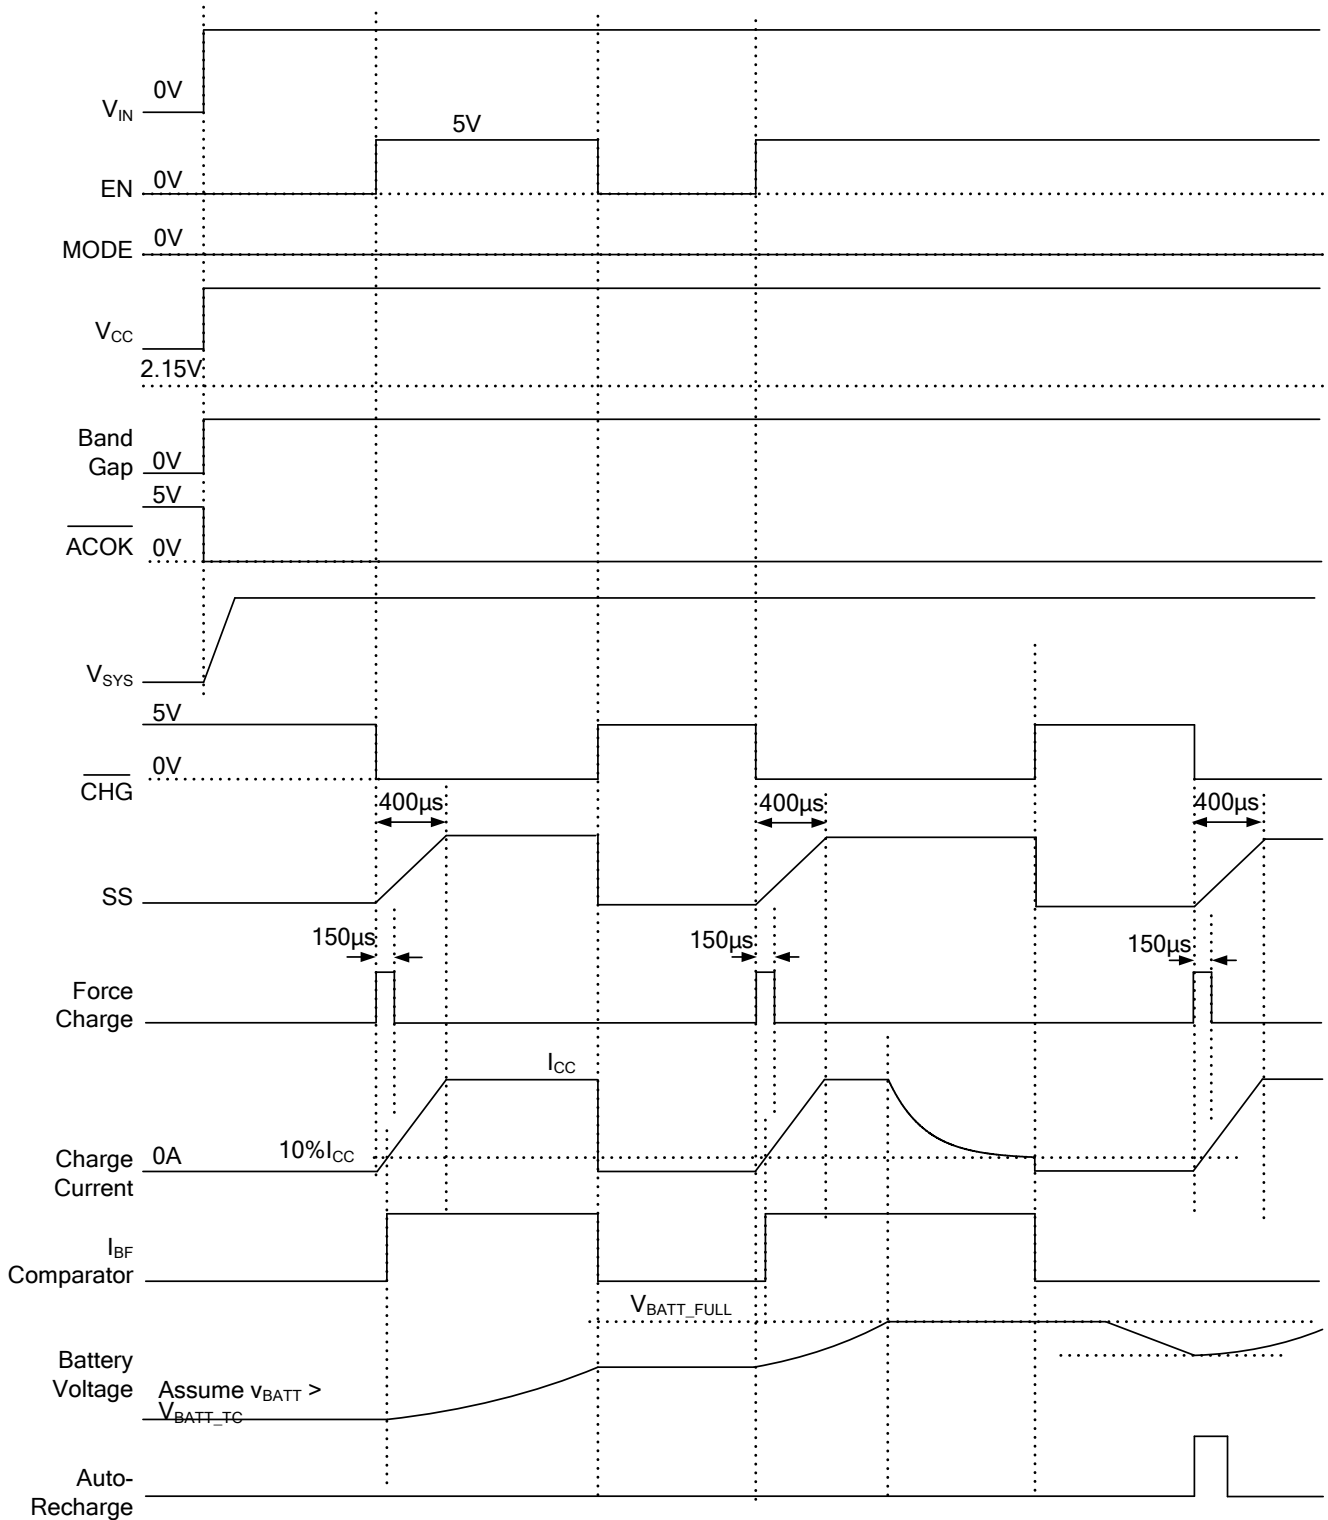 0V
V_IN
5V
0V
EN
0V
MODE
V_CC
2.15V
Band
Gap
0V
5V
ACOK
0V
V_SYS
5V
0V
CHG
400µs
400µs
400µs
SS
150µs
150µs
150µs
Force
Charge
I_CC
10%I_CC
0A
Charge
Current
I_BF
Comparator
V_BATT_FULL
Battery
Voltage
Assume v_BATT >
V_BATT_TC
Auto-
Recharge